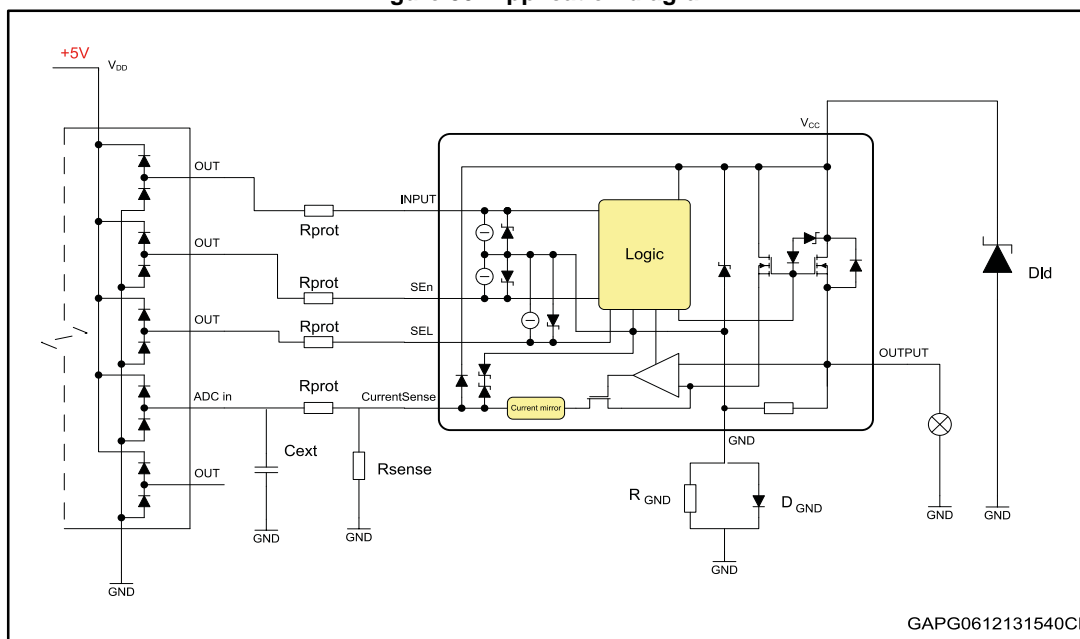 +5V
VDD
VCC
OUT
INPUT
Rprot
Logic
OUT
SEn
Rprot
Dld
OUT
SEL
Rprot
OUTPUT
Rprot
ADC in
CurrentSense
Current mirror
GND
Cext
Rsense
OUT
R GND
D GND
GND
GND
GND
GND
GND
GND
GAPG0612131540C